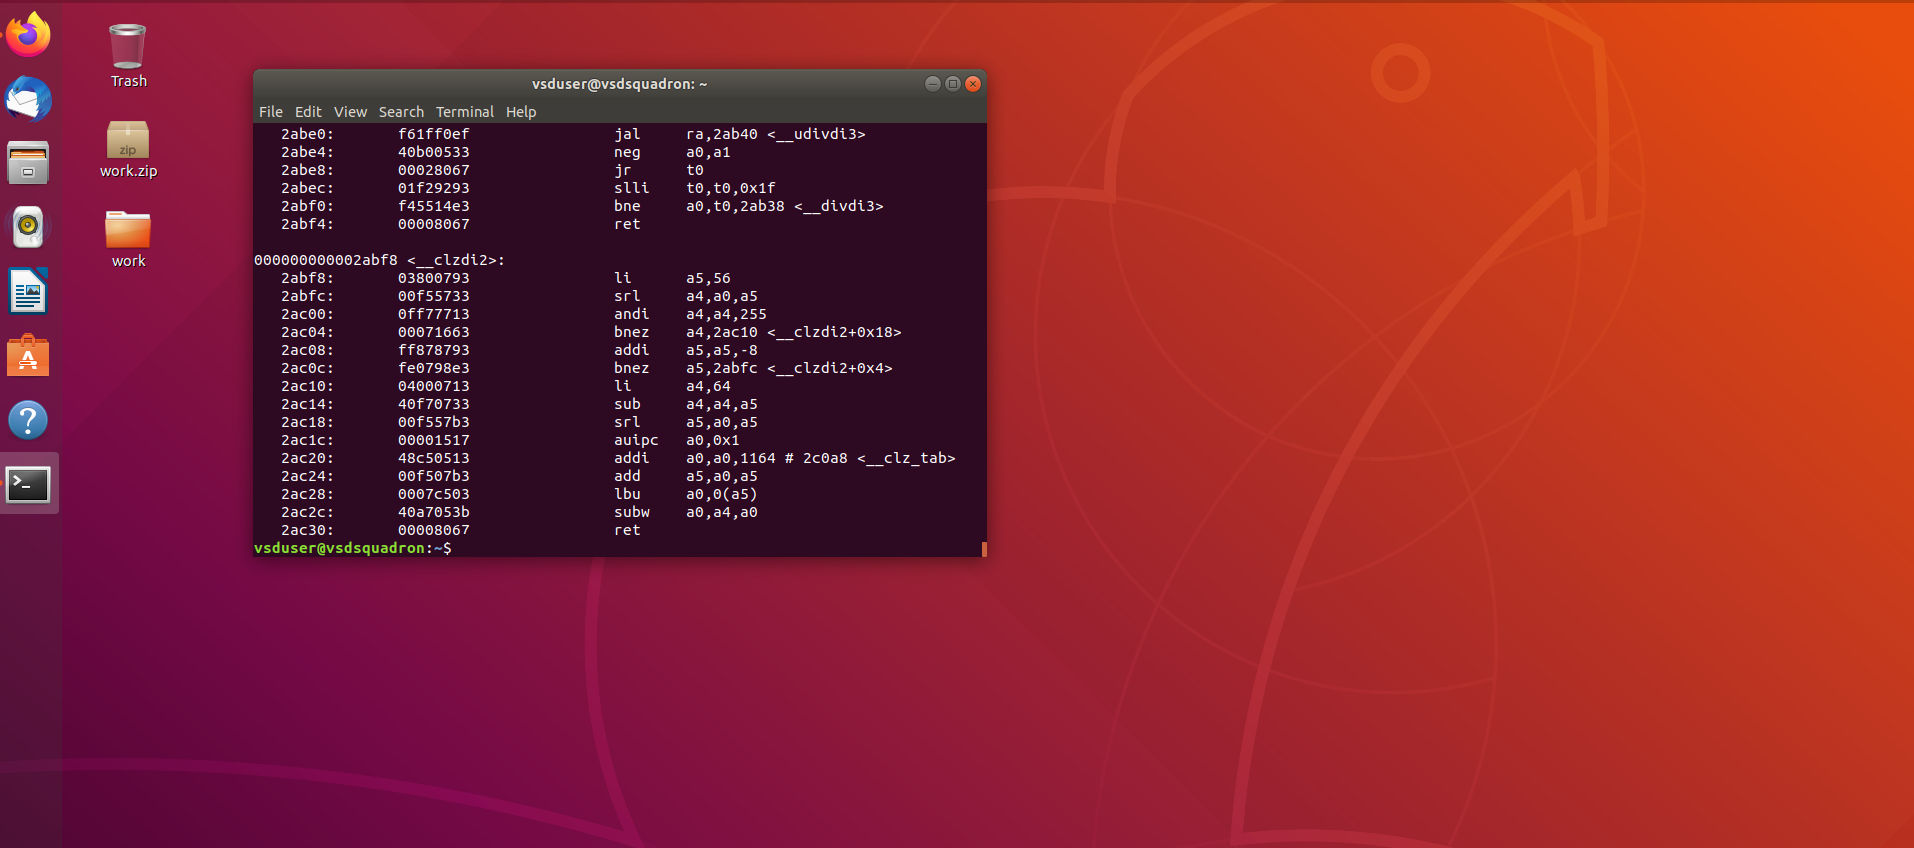 Trash
zip
work.zip
work
vsduser@vsdsquadron: ~
File Edit View Search Terminal Help
2abe0: f61ff0ef jal ra,2ab40 <__udivdi3>
2abe4: 40b00533 neg a0,a1
2abe8: 00028067 jr t0
2abec: 01f29293 slli t0,t0,0x1f
2abf0: f45514e3 bne a0,t0,2ab38 <__divdi3>
2abf4: 00008067 ret
000000000002abf8 <__clzdi2>:
2abf8: 03800793 li a5,56
2abfc: 00f55733 srl a4,a0,a5
2ac00: 0ff77713 andi a4,a4,255
2ac04: 00071663 bnez a4,2ac10 <__clzdi2+0x18>
2ac08: ff878793 addi a5,a5,-8
2ac0c: fe0798e3 bnez a5,2abfc <__clzdi2+0x4>
2ac10: 04000713 li a4,64
2ac14: 40f70733 sub a4,a4,a5
2ac18: 00f557b3 srl a5,a0,a5
2ac1c: 00001517 auipc a0,0x1
2ac20: 48c50513 addi a0,a0,1164 # 2c0a8 <__clz_tab>
2ac24: 00f507b3 add a5,a0,a5
2ac28: 0007c503 lbu a0,0(a5)
2ac2c: 40a7053b subw a0,a4,a0
2ac30: 00008067 ret
vsduser@vsdsquadron:~$